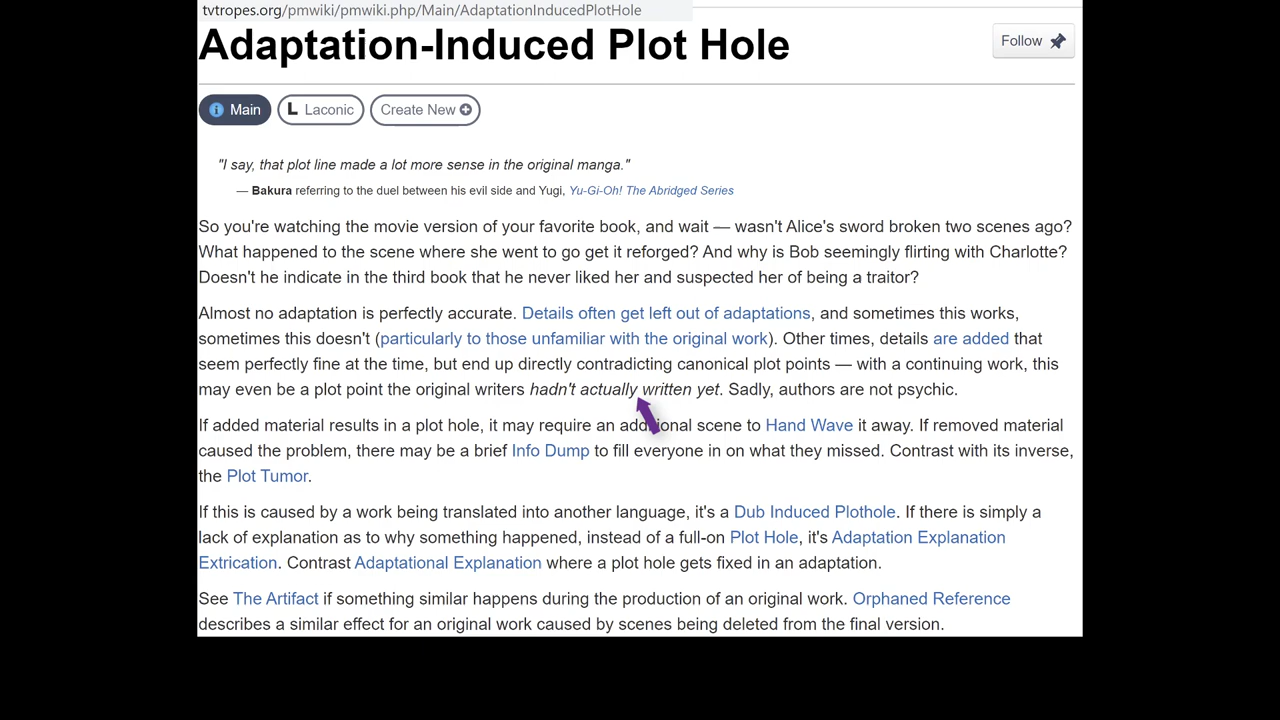 tvtropes.org/pmwiki/pmwiki.php/Main/AdaptationInducedPlotHole
Adaptation-Induced Plot Hole
Follow
Main
Laconic
Create New
"I say, that plot line made a lot more sense in the original manga."
— Bakura referring to the duel between his evil side and Yugi, Yu-Gi-Oh! The Abridged Series
So you're watching the movie version of your favorite book, and wait — wasn't Alice's sword broken two scenes ago?
What happened to the scene where she went to go get it reforged? And why is Bob seemingly flirting with Charlotte?
Doesn't he indicate in the third book that he never liked her and suspected her of being a traitor?
Almost no adaptation is perfectly accurate. Details often get left out of adaptations, and sometimes this works,
sometimes this doesn't (particularly to those unfamiliar with the original work). Other times, details are added that
seem perfectly fine at the time, but end up directly contradicting canonical plot points — with a continuing work, this
may even be a plot point the original writers hadn't actually written yet. Sadly, authors are not psychic.
If added material results in a plot hole, it may require an additional scene to Hand Wave it away. If removed material
caused the problem, there may be a brief Info Dump to fill everyone in on what they missed. Contrast with its inverse,
the Plot Tumor.
If this is caused by a work being translated into another language, it's a Dub Induced Plothole. If there is simply a
lack of explanation as to why something happened, instead of a full-on Plot Hole, it's Adaptation Explanation
Extrication. Contrast Adaptational Explanation where a plot hole gets fixed in an adaptation.
See The Artifact if something similar happens during the production of an original work. Orphaned Reference
describes a similar effect for an original work caused by scenes being deleted from the final version.